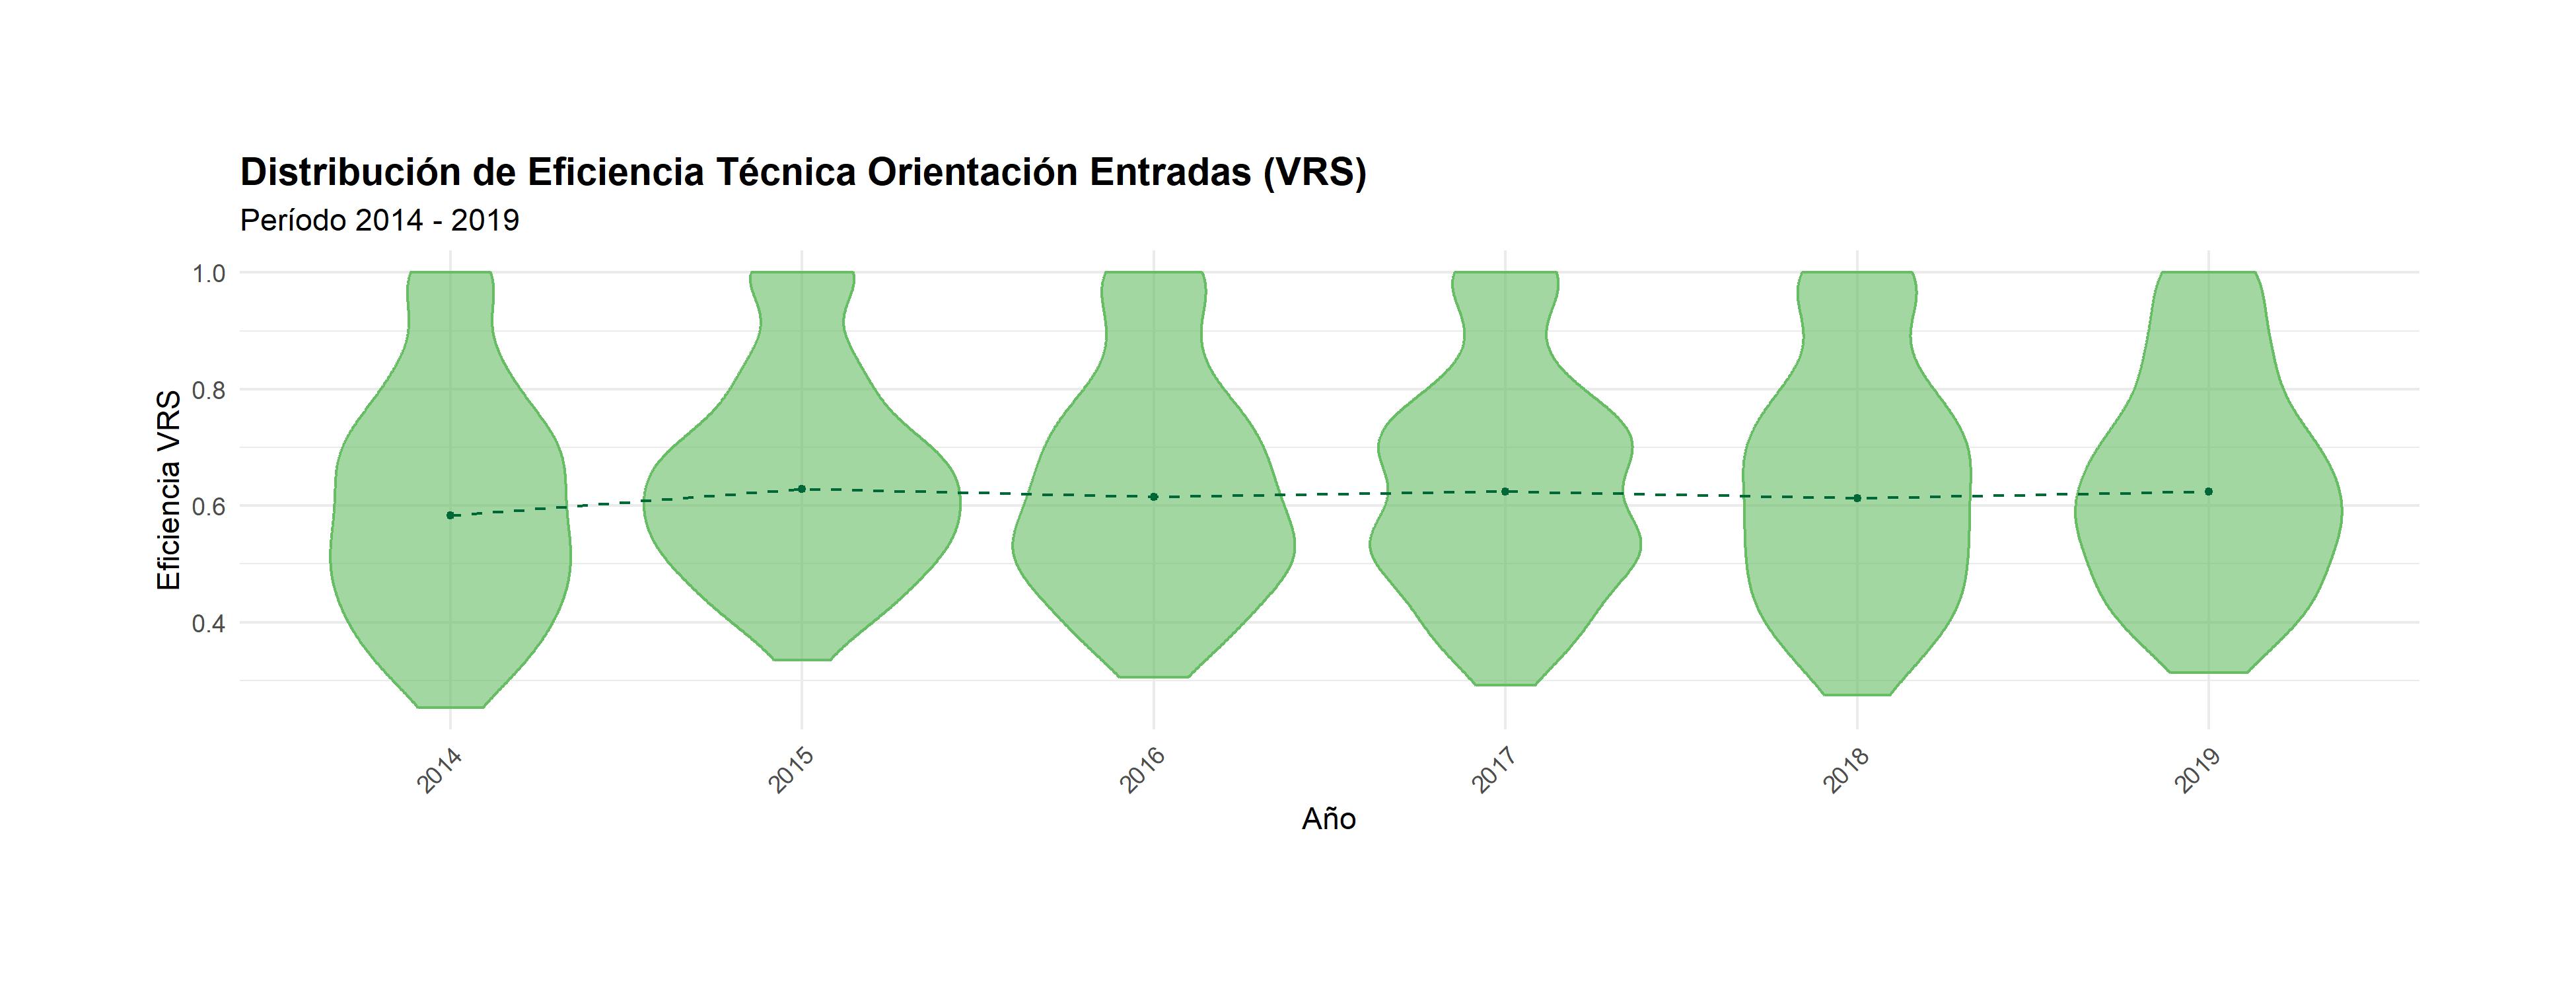 Distribución de Eficiencia Técnica Orientación Entradas (VRS)
Período 2014 - 2019
Eficiencia VRS
1.0
0.8
0.6
0.4
2014
2015
2016
2017
2018
2019
Año